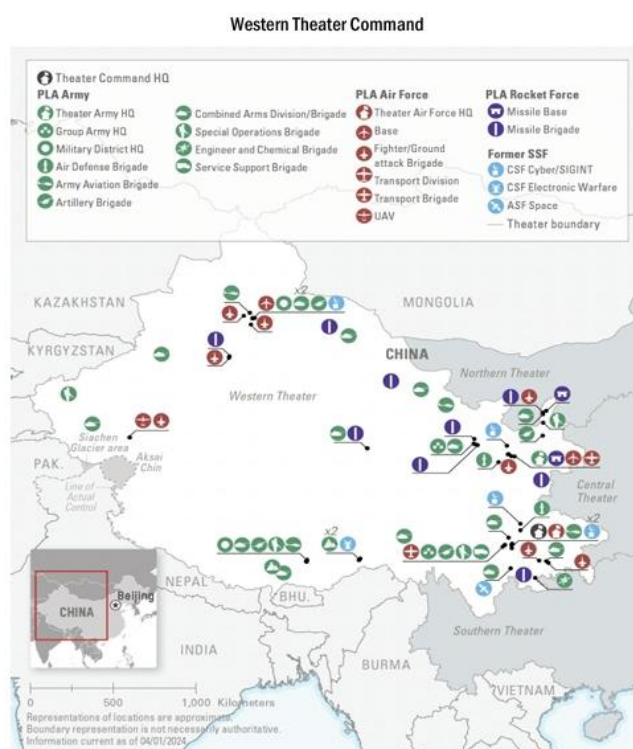 Western Theater Command
Theater Command HQ
PLA Army
Theater Army HQ
Group Army HQ
Military District HQ
Air Defense Brigade
Army Aviation Brigade
Artillery Brigade
Combined Arms Division/Brigade
Special Operations Brigade
Engineer and Chemical Brigade
Service Support Brigade
PLA Air Force
Theater Air Force HQ
Base
Fighter/Ground
attack Brigade
Transport Division
Transport Brigade
UAV
PLA Rocket Force
Missile Base
Missile Brigade
Former SSF
CSF Cyber/SIGINT
CSF Electronic Warfare
ASF Space
Theater boundary
x2
KAZAKHSTAN
MONGOLIA
KYRGYZSTAN
CHINA
Northern Theater
Western Theater
Siachen
Glacier area
Aksai
Chin
PAK.
Line of
Actual
Control
Central
Theater
x2
x2
NEPAL
BHU.
CHINA
Beijing
INDIA
BURMA
Southern Theater
VIETNAM
0 500 1,000 Kilometers
Representations of locations are approximate.
Boundary representation is not necessarily authoritative.
Information current as of 04/01/2024